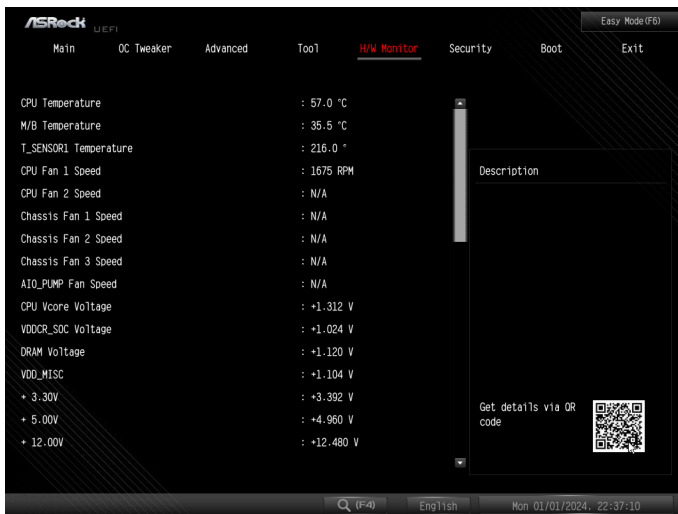 ASRock UEFI
Easy Mode(F6)
Main OC Tweaker Advanced Tool H/W Monitor Security Boot Exit
CPU Temperature : 57.0 °C
M/B Temperature : 35.5 °C
T_SENSOR1 Temperature : 216.0 °
CPU Fan 1 Speed : 1675 RPM
CPU Fan 2 Speed : N/A
Chassis Fan 1 Speed : N/A
Chassis Fan 2 Speed : N/A
Chassis Fan 3 Speed : N/A
AIO_PUMP Fan Speed : N/A
CPU Vcore Voltage : +1.312 V
VDDCR_SOC Voltage : +1.024 V
DRAM Voltage : +1.120 V
VDD_MISC : +1.104 V
+ 3.30V : +3.392 V
+ 5.00V : +4.960 V
+ 12.00V : +12.480 V
Description
Get details via QR
code
(F4) English Mon 01/01/2024, 22:37:10